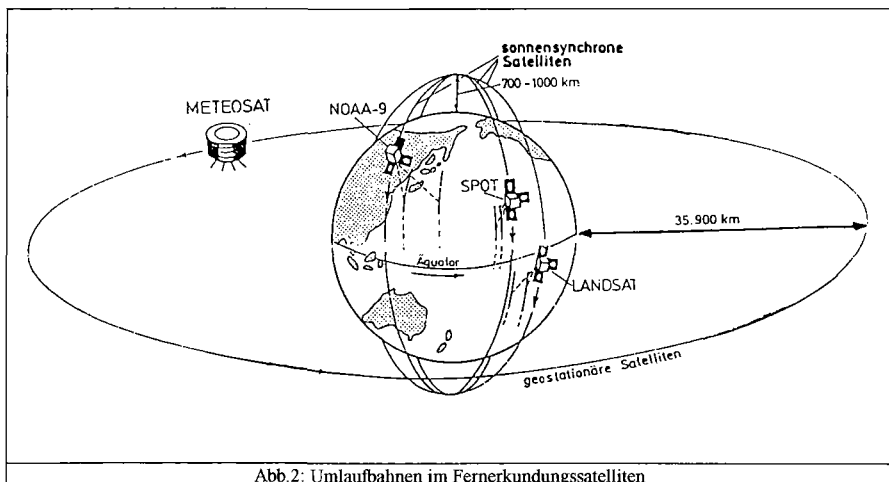 sonnensynchrone
Satelliten
700-1000 km
METEOSAT
NOAA-9
SPOT
35.900 km
Äquator
LANDSAT
geostationäre Satelliten
Abb.2: Umlaufbahnen im Fernerkundungssatelliten